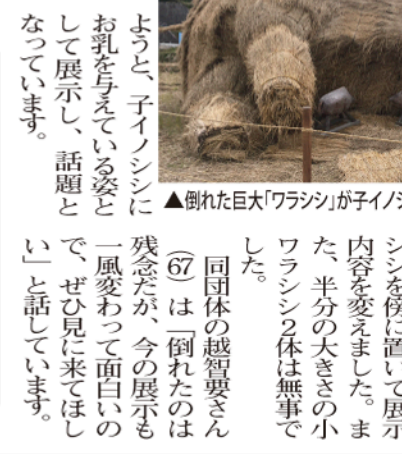 ようと、子イノシシに
お乳を与えている姿と
して展示し、話題と
なっています。
▲倒れた巨大「ワラシシ」が子イノシ
シシを傍に置いて展示
内容を変えました。ま
た、半分の大きさの小
ワラシシ2体は無事で
した。
同団体の越智要さん
(67)は「倒れたのは
残念だが、今の展示も
一風変わって面白いの
で、ぜひ見に来てほし
い」と話しています。